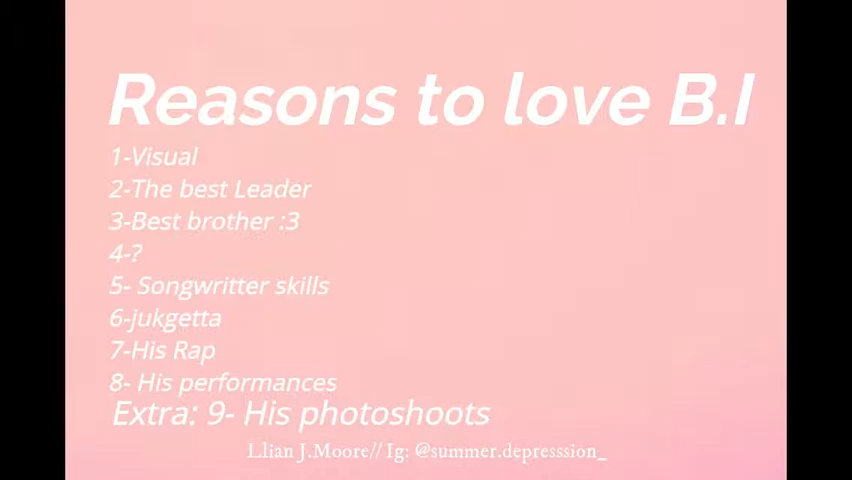 Reasons to love B.I
1-Visual
2-The best Leader
3-Best brother :3
4-?
5- Songwritter skills
6-jukgetta
7-His Rap
8- His performances
Extra: 9- His photoshoots
L.lian J.Moore// Ig: @summer.depresssion_